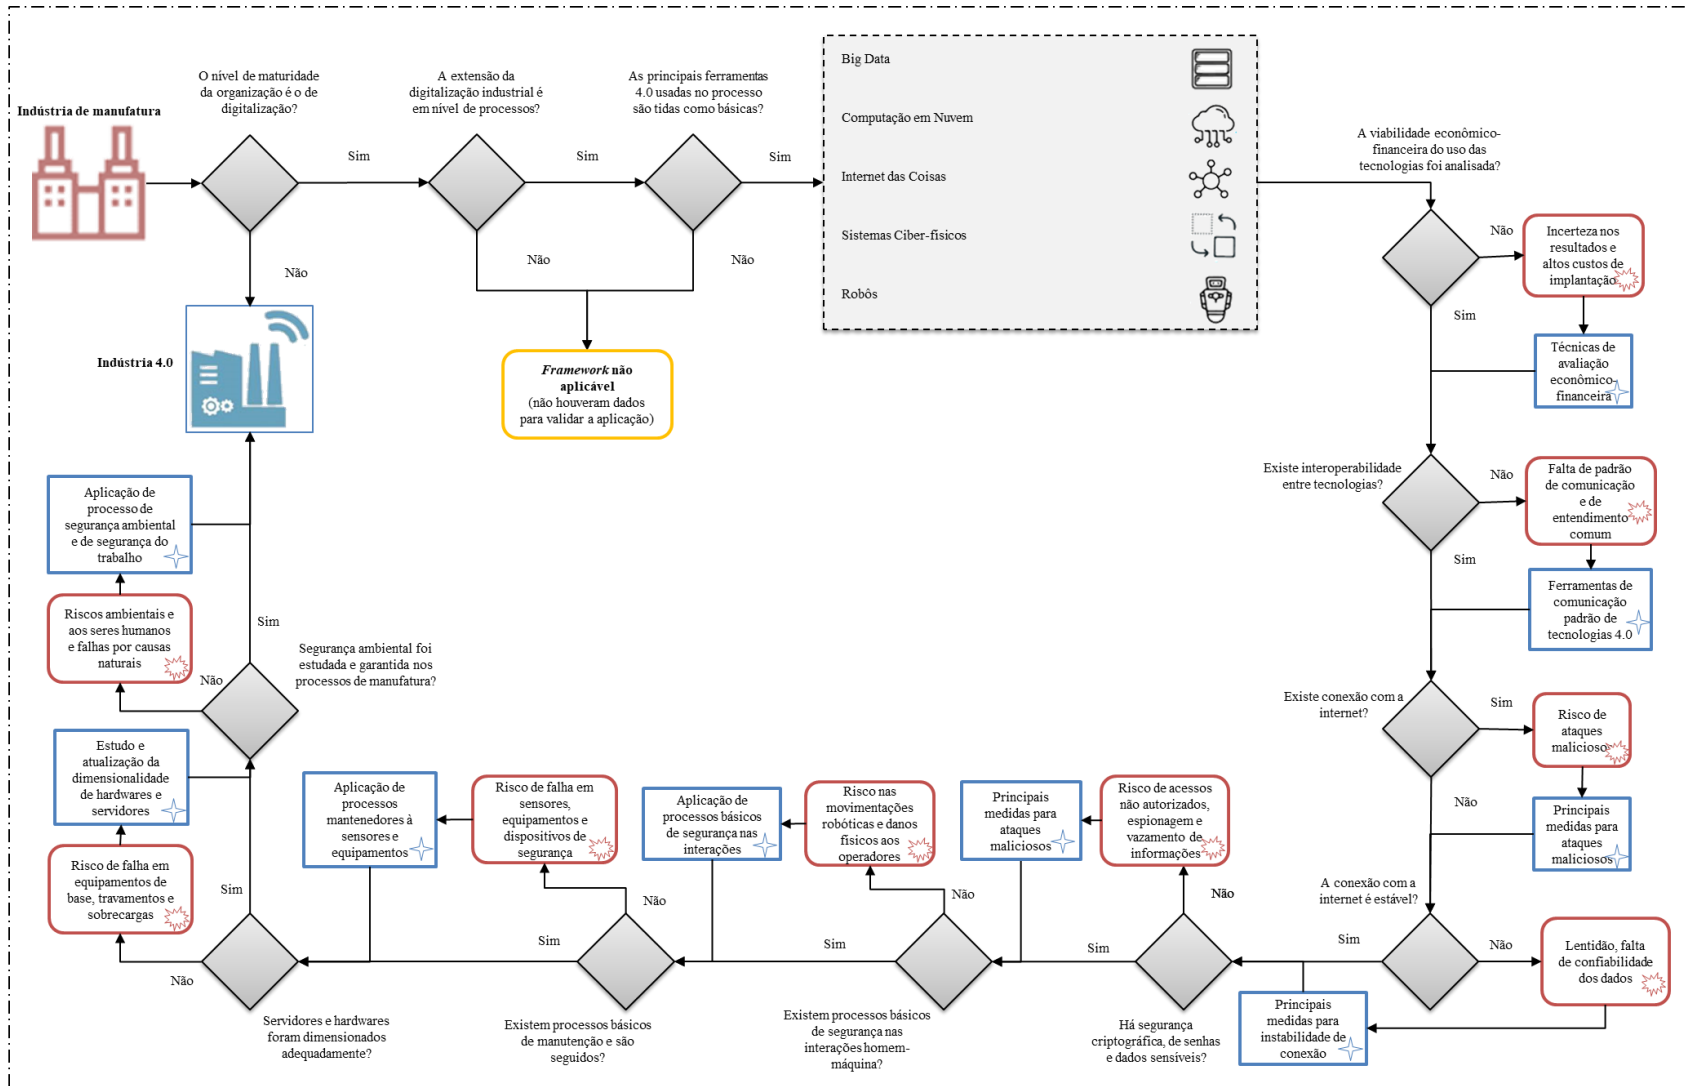 Indústria de manufatura
O nível de maturidade
da organização é o de
digitalização?
Sim
Não
A extensão da
digitalização industrial é
em nível de processos?
Sim
Não
As principais ferramentas
4.0 usadas no processo
são tidas como básicas?
Sim
Não
Big Data
Computação em Nuvem
Internet das Coisas
Sistemas Ciber-físicos
Robôs
Indústria 4.0
Framework não
aplicável
(não houveram dados
para validar a aplicação)
A viabilidade econômico-
financeira do uso das
tecnologias foi analisada?
Não
Sim
Incerteza nos
resultados e
altos custos de
implantação
Técnicas de
avaliação
econômico-
financeira
Existe interoperabilidade
entre tecnologias?
Não
Sim
Falta de padrão
de comunicação
e de
entendimento
comum
Ferramentas de
comunicação
padrão de
tecnologias 4.0
Existe conexão com a
internet?
Sim
Não
Risco de
ataques
malicioso
Principais
medidas para
ataques
maliciosos
A conexão com a
internet é estável?
Sim
Não
Lentidão, falta
de confiabilidade
dos dados
Principais
medidas para
instabilidade de
conexão
Há segurança
criptográfica, de senhas
e dados sensíveis?
Não
Sim
Risco de acessos
não autorizados,
espionagem e
vazamento de
informações
Principais
medidas para
ataques
maliciosos
Existem processos básicos
de segurança nas
interações homem-
máquina?
Não
Sim
Risco nas
movimentações
robóticas e danos
físicos aos
operadores
Aplicação de
processos básicos
de segurança nas
interações
Existem processos básicos
de manutenção e são
seguidos?
Não
Sim
Risco de falha em
sensores,
equipamentos e
dispositivos de
segurança
Aplicação de
processos
mantenedores à
sensores e
equipamentos
Servidores e hardwares
foram dimensionados
adequadamente?
Não
Sim
Risco de falha em
equipamentos de
base, travamentos e
sobrecargas
Estudo e
atualização da
dimensionalidade
de hardwares e
servidores
Segurança ambiental foi
estudada e garantida nos
processos de manufatura?
Não
Sim
Riscos ambientais e
aos seres humanos
e falhas por causas
naturais
Aplicação de
processo de
segurança ambiental
e de segurança do
trabalho